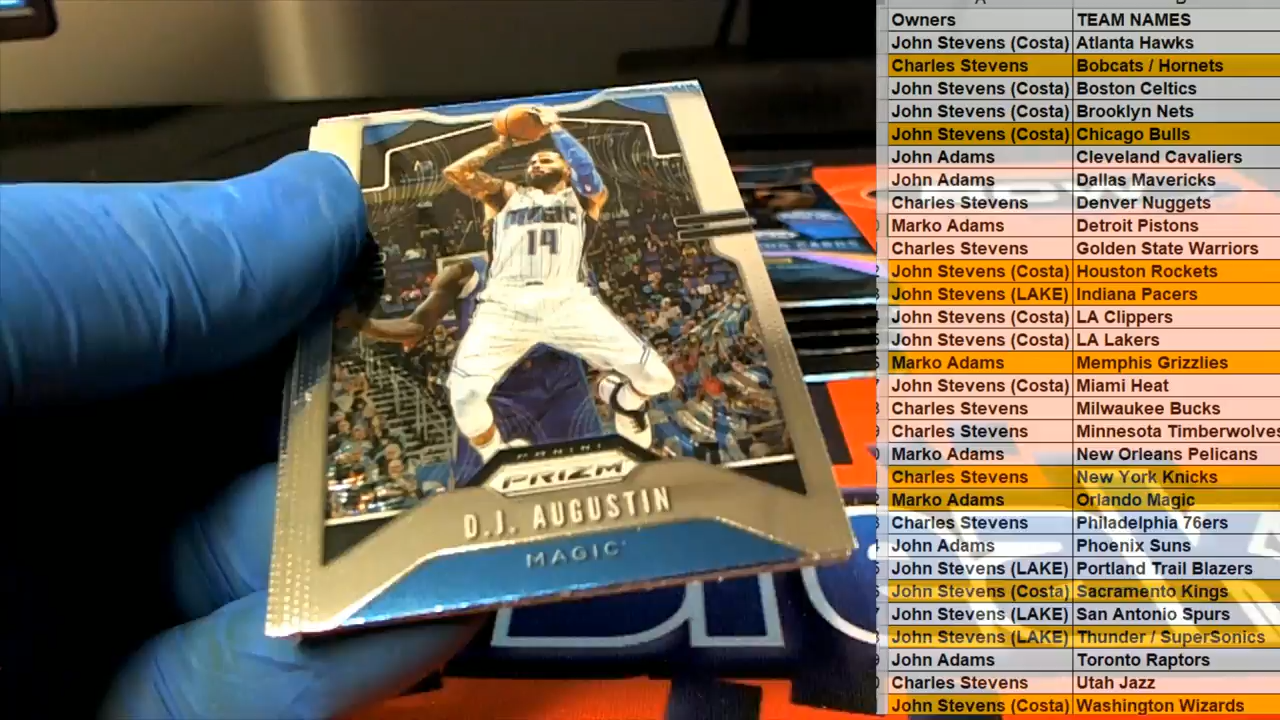 MAGIC
14
PANINI
PRIZM
D.J. AUGUSTIN
MAGIC
Owners TEAM NAMES
John Stevens (Costa) Atlanta Hawks
Charles Stevens Bobcats / Hornets
John Stevens (Costa) Boston Celtics
John Stevens (Costa) Brooklyn Nets
John Stevens (Costa) Chicago Bulls
John Adams Cleveland Cavaliers
John Adams Dallas Mavericks
Charles Stevens Denver Nuggets
Marko Adams Detroit Pistons
Charles Stevens Golden State Warriors
John Stevens (Costa) Houston Rockets
John Stevens (LAKE) Indiana Pacers
John Stevens (Costa) LA Clippers
John Stevens (Costa) LA Lakers
Marko Adams Memphis Grizzlies
John Stevens (Costa) Miami Heat
Charles Stevens Milwaukee Bucks
Charles Stevens Minnesota Timberwolves
Marko Adams New Orleans Pelicans
Charles Stevens New York Knicks
Marko Adams Orlando Magic
Charles Stevens Philadelphia 76ers
John Adams Phoenix Suns
John Stevens (LAKE) Portland Trail Blazers
John Stevens (Costa) Sacramento Kings
John Stevens (LAKE) San Antonio Spurs
John Stevens (LAKE) Thunder / SuperSonics
John Adams Toronto Raptors
Charles Stevens Utah Jazz
John Stevens (Costa) Washington Wizards